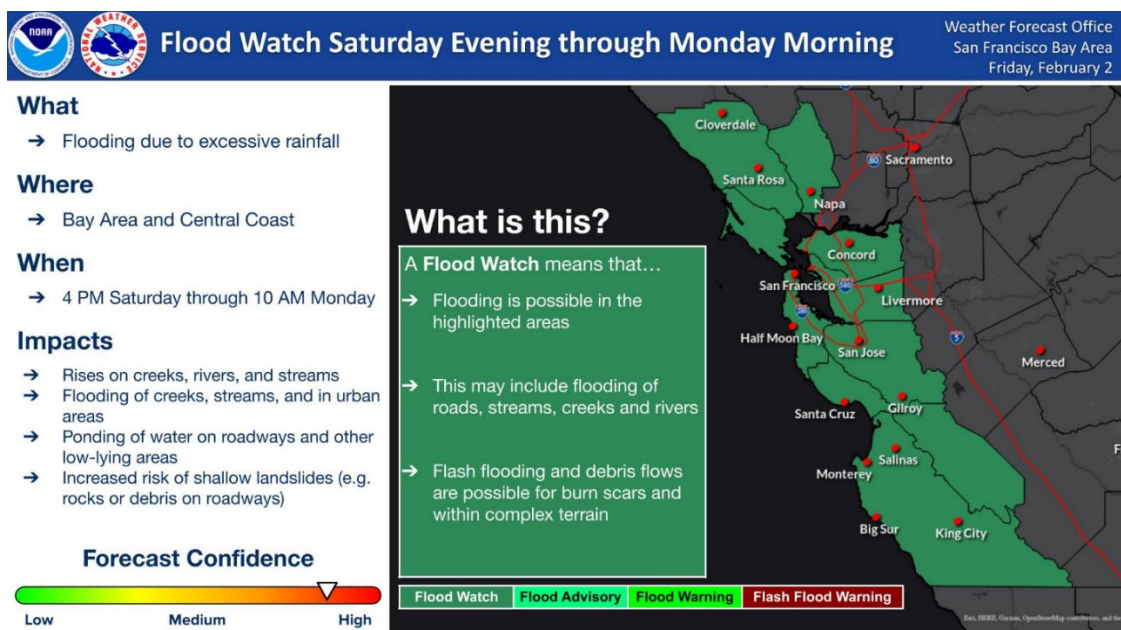 NOAA
Flood Watch Saturday Evening through Monday Morning
Weather Forecast Office
San Francisco Bay Area
Friday, February 2
What
→ Flooding due to excessive rainfall
Where
→ Bay Area and Central Coast
When
→ 4 PM Saturday through 10 AM Monday
Impacts
→ Rises on creeks, rivers, and streams
→ Flooding of creeks, streams, and in urban
areas
→ Ponding of water on roadways and other
low-lying areas
→ Increased risk of shallow landslides (e.g.
rocks or debris on roadways)
Forecast Confidence
Low Medium High
What is this?
A Flood Watch means that…
→ Flooding is possible in the
highlighted areas
→ This may include flooding of
roads, streams, creeks and rivers
→ Flash flooding and debris flows
are possible for burn scars and
within complex terrain
Flood Watch Flood Advisory Flood Warning Flash Flood Warning
Cloverdale
Sacramento
80
Santa Rosa
Napa
Concord
San Francisco
580
Livermore
280
Half Moon Bay
San Jose
5
Merced
Santa Cruz
Gilroy
Salinas
Monterey
Big Sur
King City
Esri, HERE, Garmin, OpenStreetMap contributors, and the